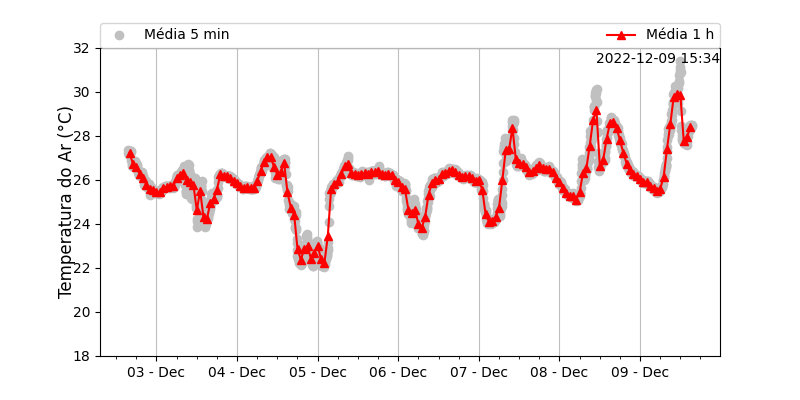 Média 5 min
Média 1 h
2022-12-09 15:34
Temperatura do Ar (°C)
32
30
28
26
24
22
20
18
03 - Dec
04 - Dec
05 - Dec
06 - Dec
07 - Dec
08 - Dec
09 - Dec